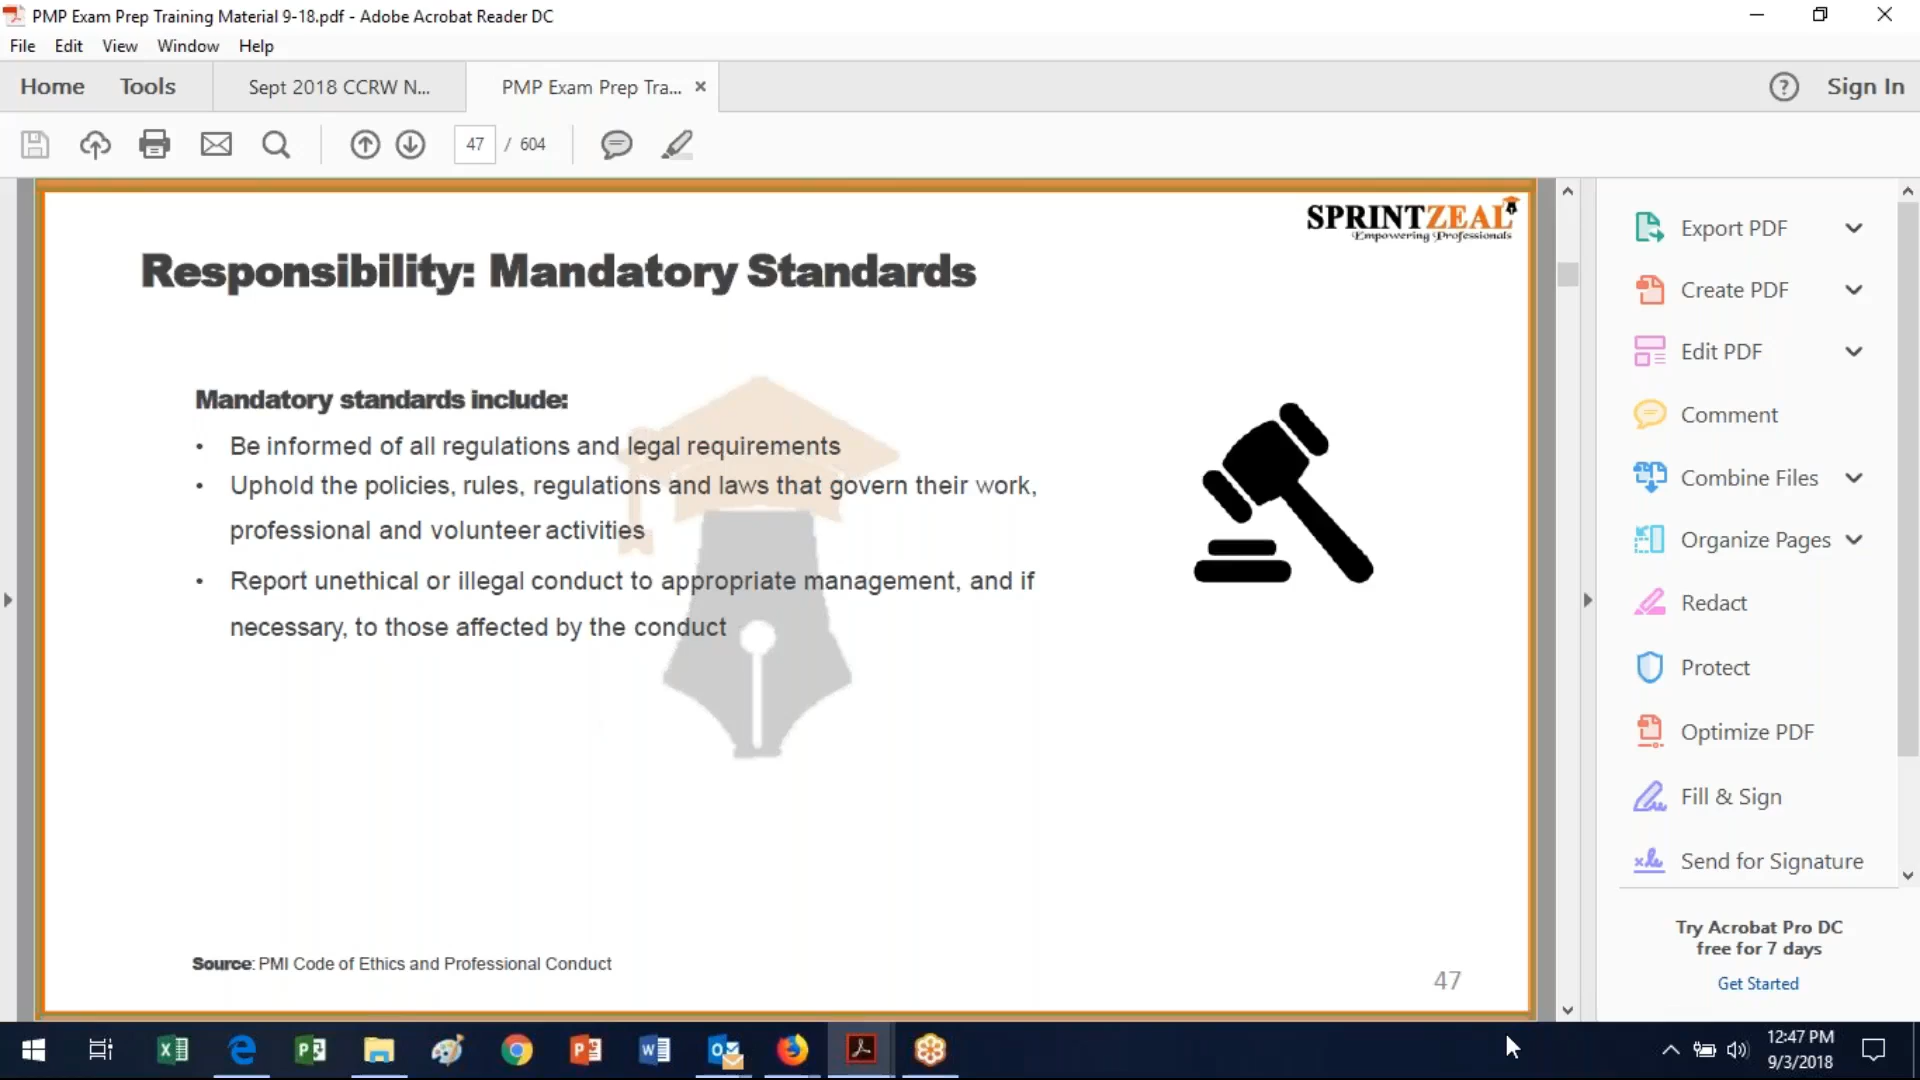 PMP Exam Prep Training Material 9-18.pdf - Adobe Acrobat Reader DC
File Edit View Window Help
Home Tools Sept 2018 CCRW N... PMP Exam Prep Tra... × ? Sign In
47 / 604
SPRINTZEAL
Empowering Professionals
Responsibility: Mandatory Standards
Mandatory standards include:
• Be informed of all regulations and legal requirements
• Uphold the policies, rules, regulations and laws that govern their work,
professional and volunteer activities
• Report unethical or illegal conduct to appropriate management, and if
necessary, to those affected by the conduct
Source: PMI Code of Ethics and Professional Conduct
47
Export PDF
Create PDF
Edit PDF
Comment
Combine Files
Organize Pages
Redact
Protect
Optimize PDF
Fill & Sign
Send for Signature
Try Acrobat Pro DC
free for 7 days
Get Started
12:47 PM
9/3/2018